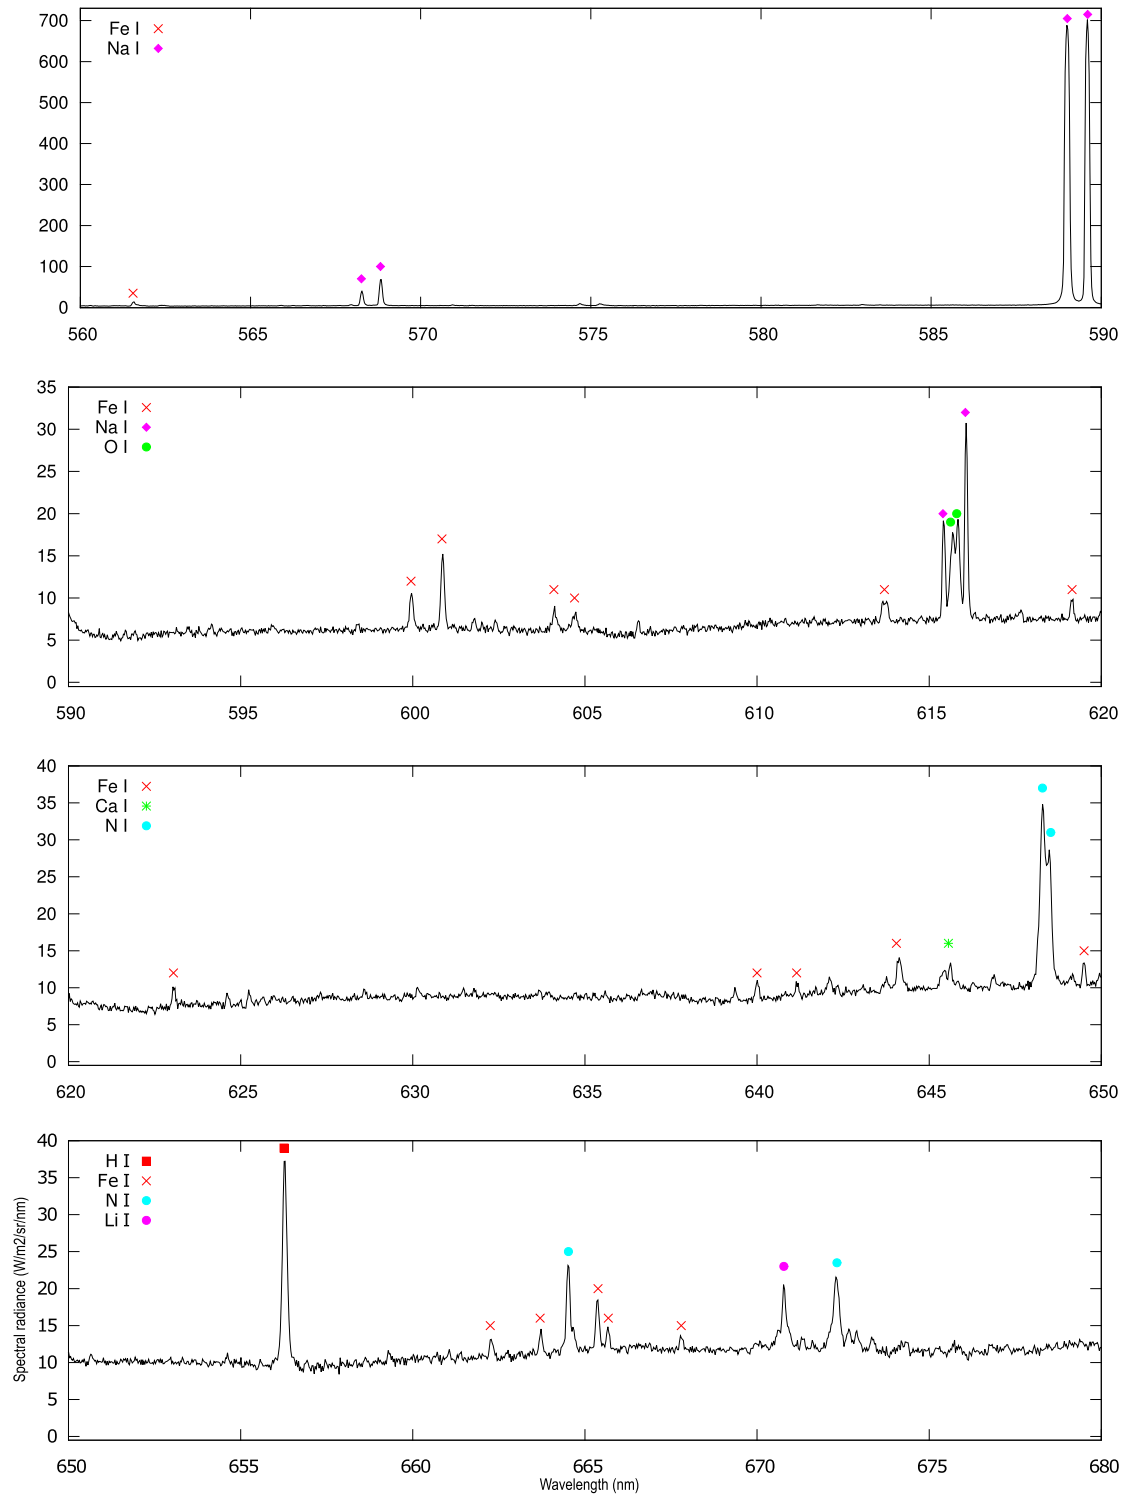 700
600
500
400
300
200
100
0
Fe I
Na I
560 565 570 575 580 585 590
35
30
25
20
15
10
5
0
Fe I
Na I
O I
590 595 600 605 610 615 620
40
35
30
25
20
15
10
5
0
Fe I
Ca I
N I
620 625 630 635 640 645 650
40
35
30
25
20
15
10
5
0
H I
Fe I
N I
Li I
Spectral radiance (W/m2/sr/nm)
650 655 660 665 670 675 680
Wavelength (nm)